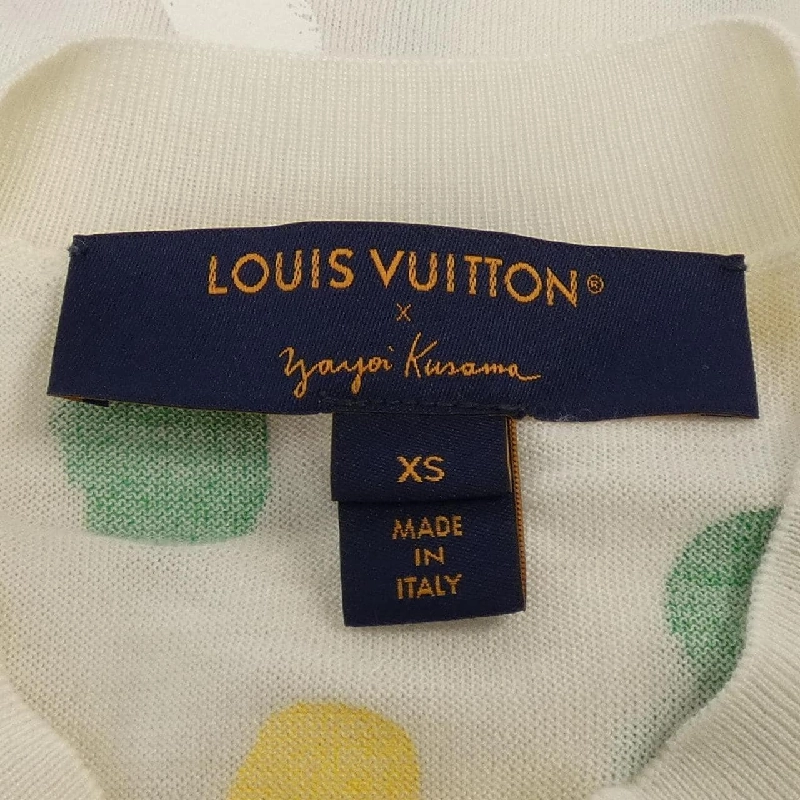 LOUIS VUITTON®
x
Yayoi Kusama
XS
MADE
IN
ITALY